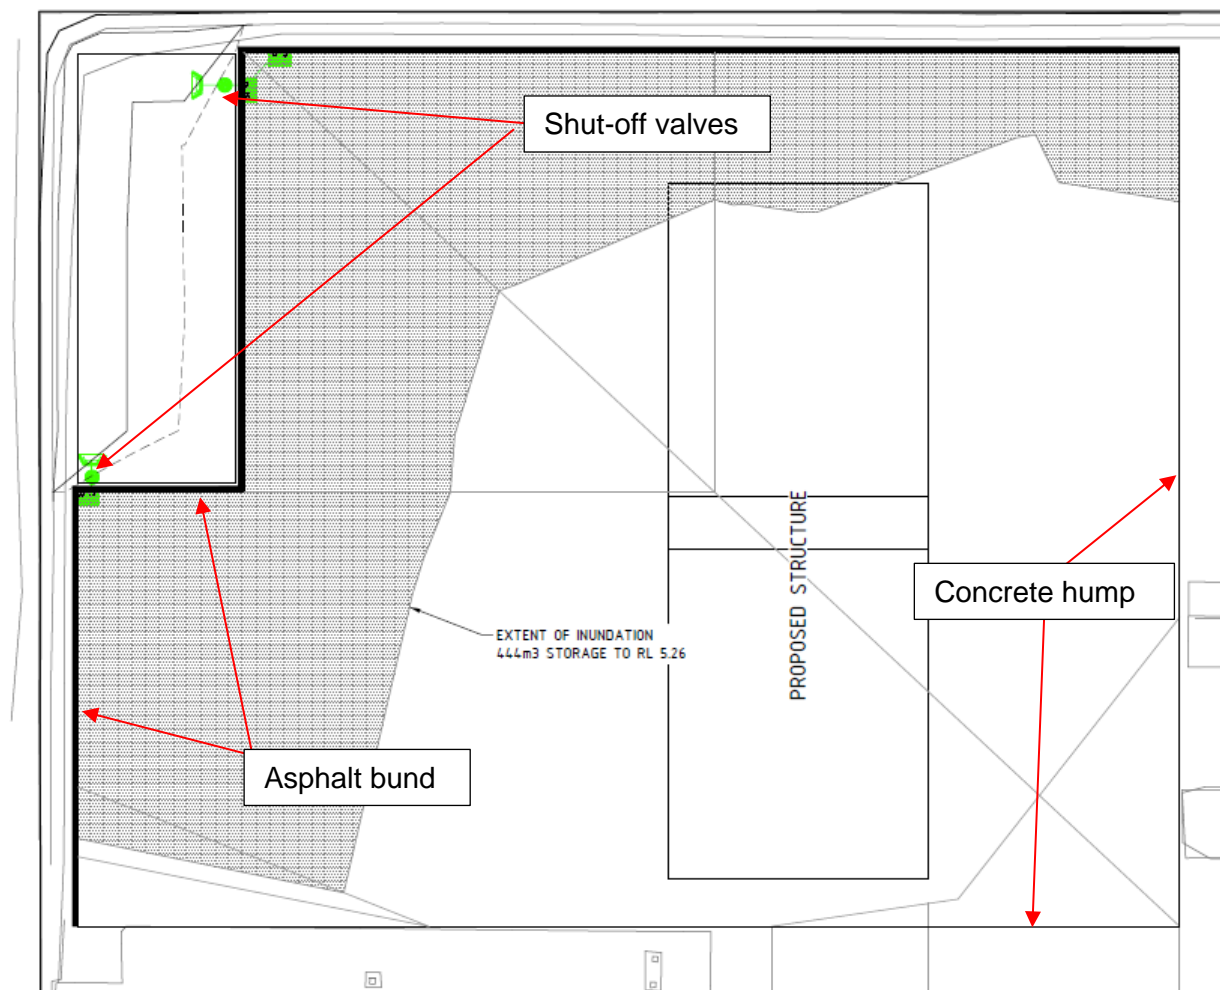 Shut-off valves
Concrete hump
PROPOSED STRUCTURE
EXTENT OF INUNDATION
444m3 STORAGE TO RL 5.26
Asphalt bund